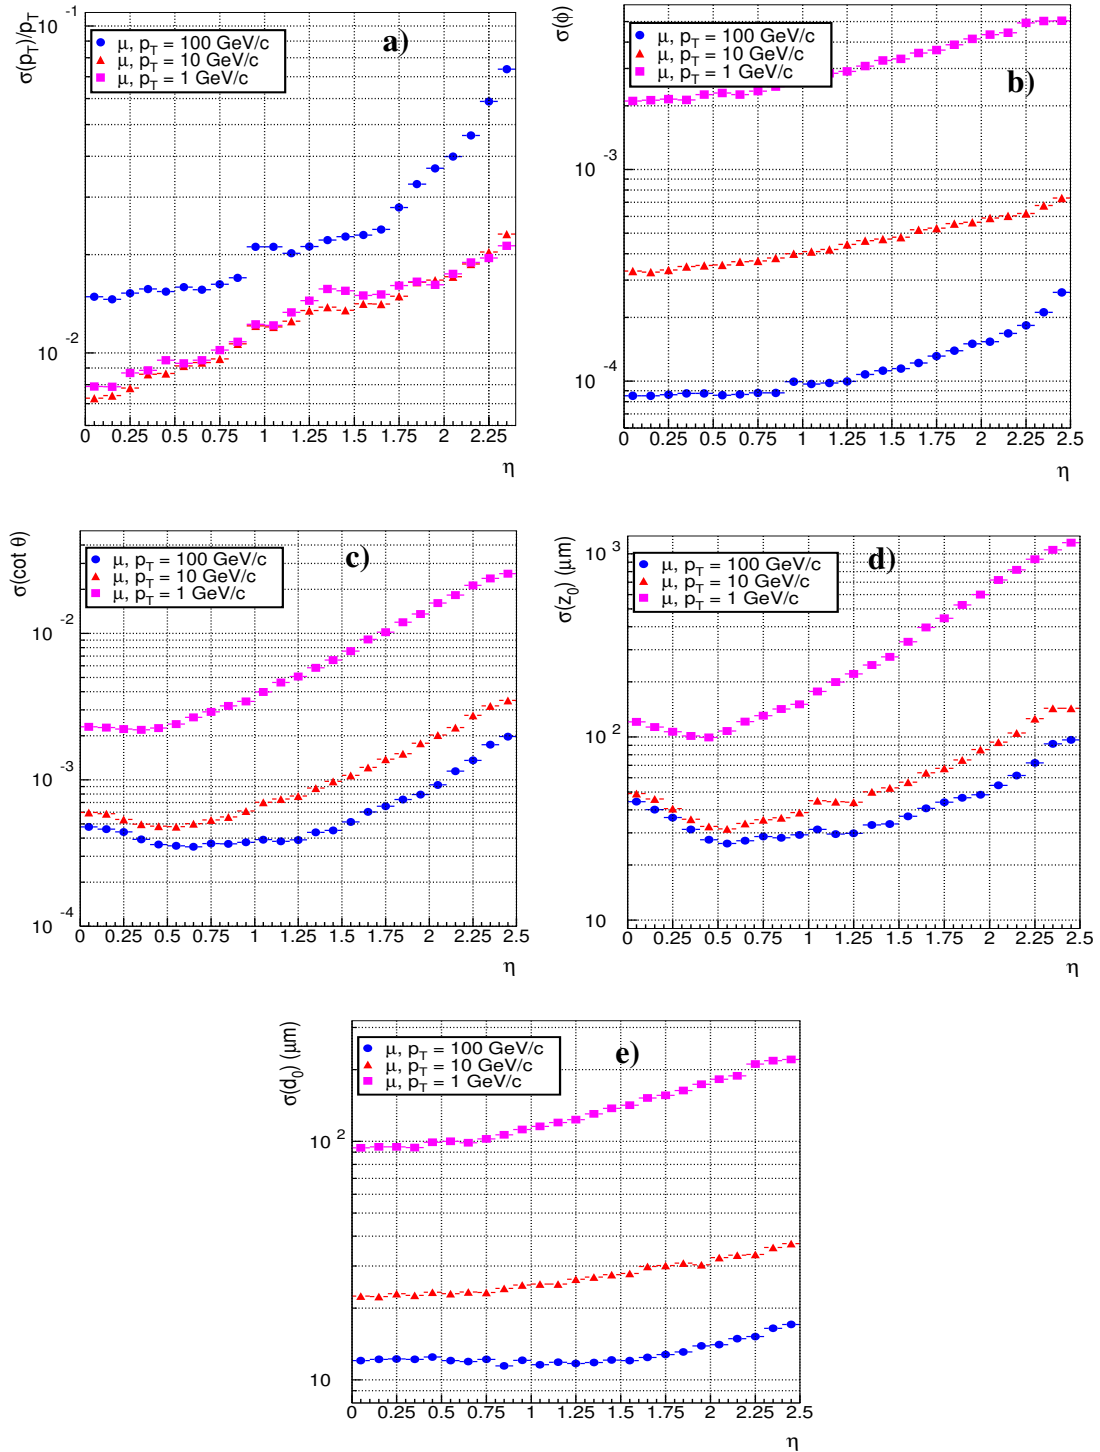 σ(p_T)/p_T
10^-1
10^-2
μ, p_T = 100 GeV/c
μ, p_T = 10 GeV/c
μ, p_T = 1 GeV/c
a)
0 0.25 0.5 0.75 1 1.25 1.5 1.75 2 2.25
η
σ(ϕ)
10^-3
10^-4
μ, p_T = 100 GeV/c
μ, p_T = 10 GeV/c
μ, p_T = 1 GeV/c
b)
0 0.25 0.5 0.75 1 1.25 1.5 1.75 2 2.25 2.5
η
σ(cot θ)
10^-2
10^-3
10^-4
μ, p_T = 100 GeV/c
μ, p_T = 10 GeV/c
μ, p_T = 1 GeV/c
c)
0 0.25 0.5 0.75 1 1.25 1.5 1.75 2 2.25 2.5
η
σ(z_0) (μm)
10^3
10^2
10
μ, p_T = 100 GeV/c
μ, p_T = 10 GeV/c
μ, p_T = 1 GeV/c
d)
0 0.25 0.5 0.75 1 1.25 1.5 1.75 2 2.25 2.5
η
σ(d_0) (μm)
10^2
10
μ, p_T = 100 GeV/c
μ, p_T = 10 GeV/c
μ, p_T = 1 GeV/c
e)
0 0.25 0.5 0.75 1 1.25 1.5 1.75 2 2.25 2.5
η